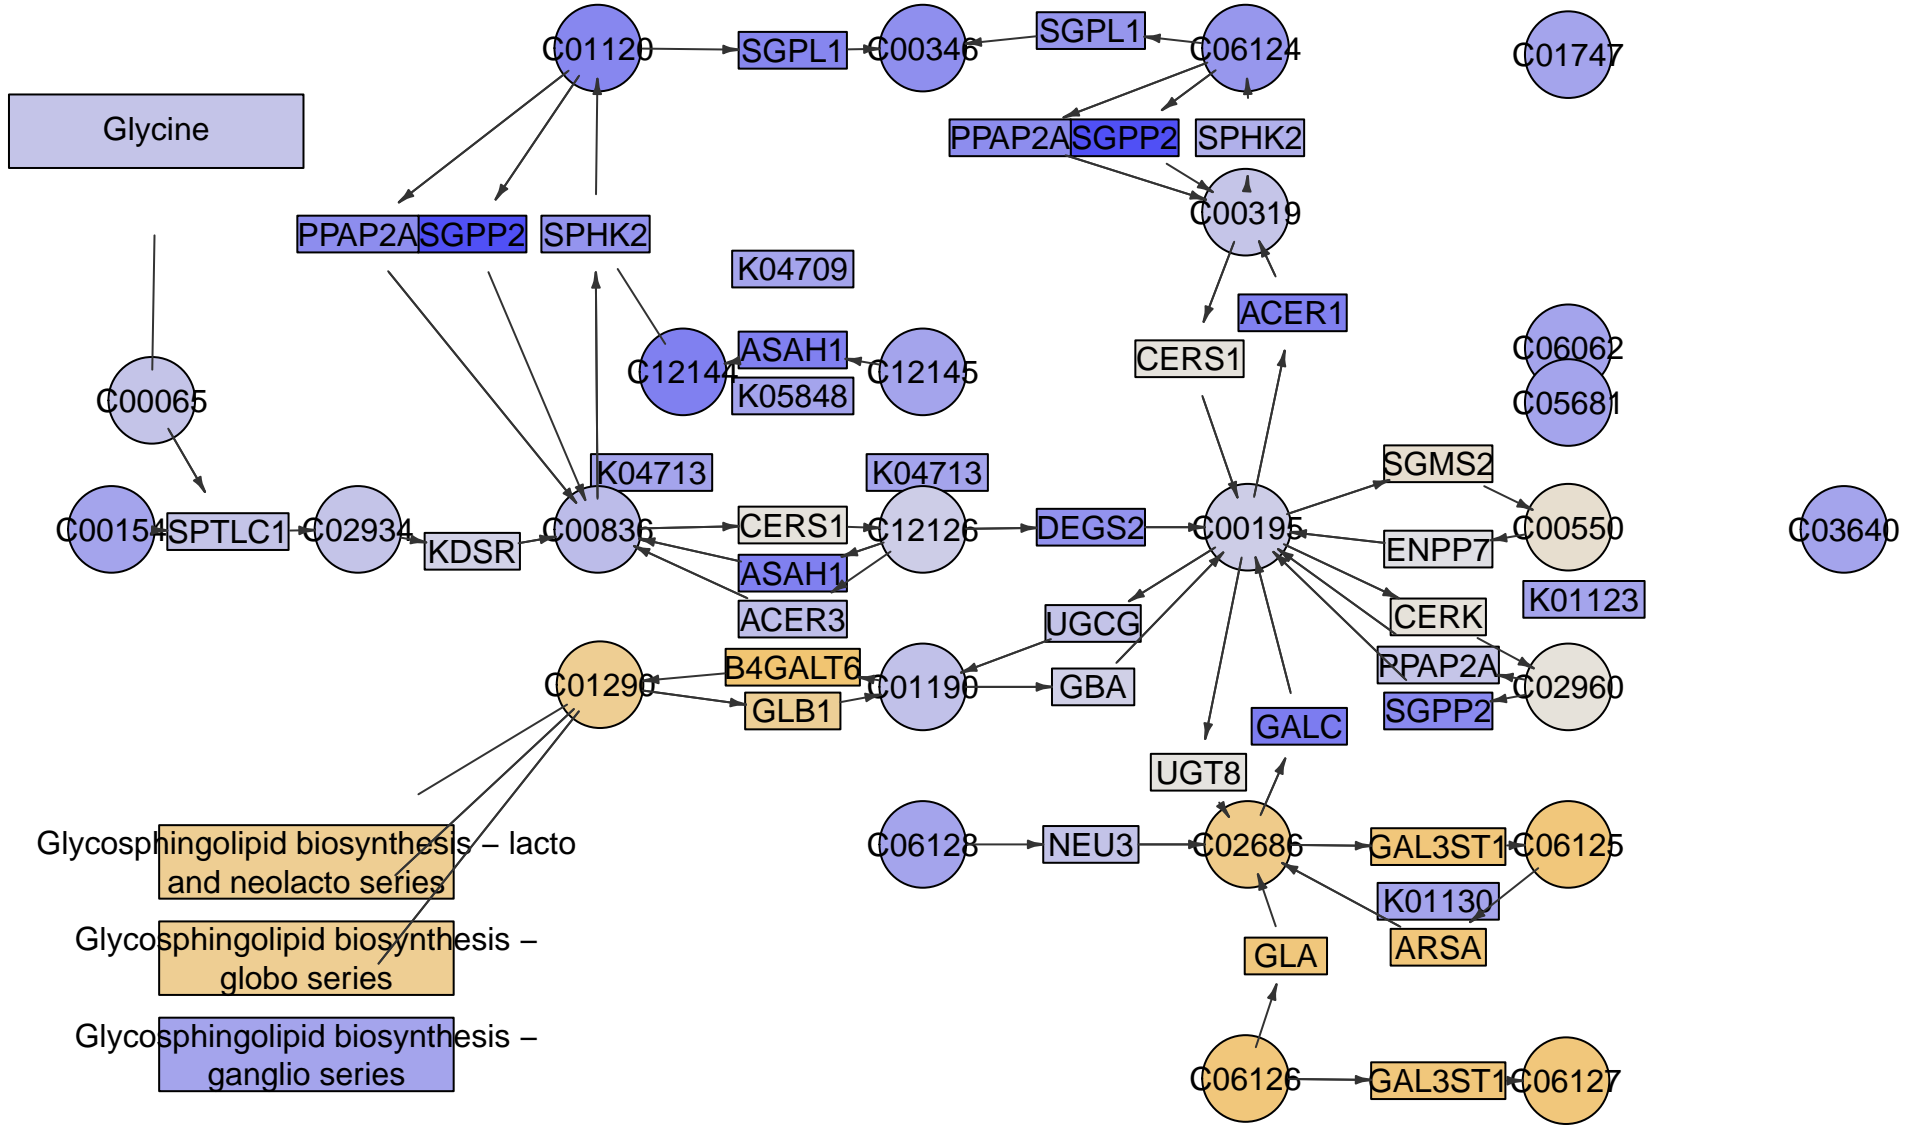 C01120
SGPL1
C00346
SGPL1
C06124
C01747
Glycine
PPAP2A
SGPP2
SPHK2
C00319
PPAP2A
SGPP2
SPHK2
K04709
ACER1
C06062
ASAH1
CERS1
C12144
C12145
K05848
C00065
C05681
K04713
K04713
SGMS2
C00154
SPTLC1
C02934
KDSR
C00836
CERS1
C12126
DEGS2
C00195
C00550
C03640
ENPP7
ASAH1
K01123
ACER3
UGCG
CERK
B4GALT6
PPAP2A
C01290
C01190
GBA
C02960
GLB1
SGPP2
GALC
UGT8
Glycosphingolipid biosynthesis – lacto
and neolacto series
C06128
NEU3
C02686
GAL3ST1
C06125
K01130
Glycosphingolipid biosynthesis –
globo series
GLA
ARSA
Glycosphingolipid biosynthesis –
ganglio series
C06126
GAL3ST1
C06127